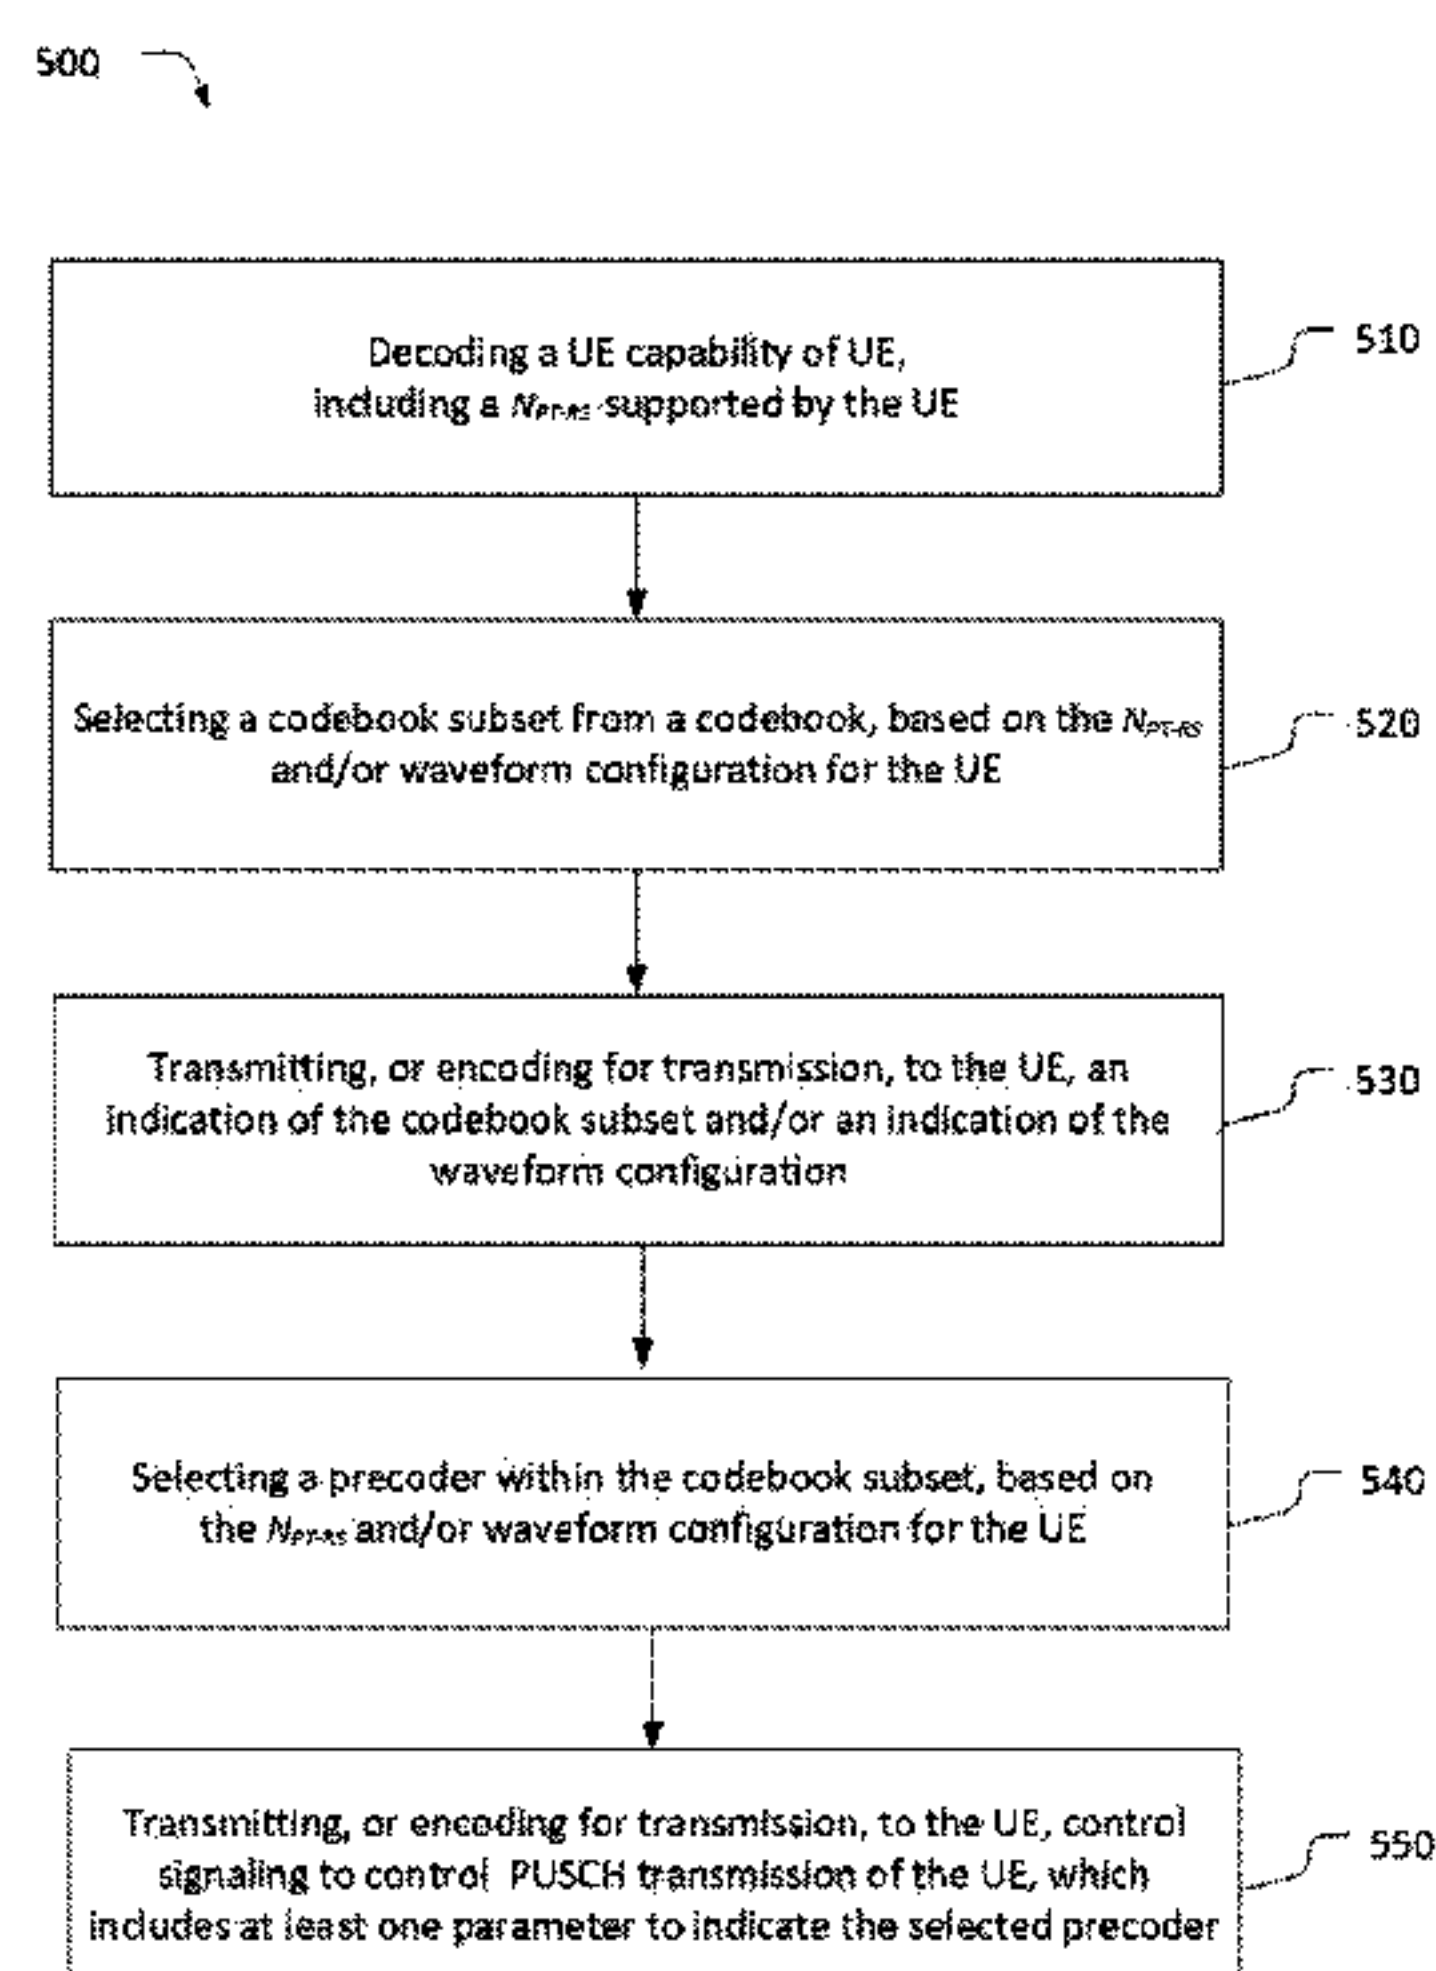 500
Decoding a UE capability of UE,
including a NPT-RS supported by the UE
510
Selecting a codebook subset from a codebook, based on the NPT-RS
and/or waveform configuration for the UE
520
Transmitting, or encoding for transmission, to the UE, an
indication of the codebook subset and/or an indication of the
waveform configuration
530
Selecting a precoder within the codebook subset, based on
the NPT-RS and/or waveform configuration for the UE
540
Transmitting, or encoding for transmission, to the UE, control
signaling to control PUSCH transmission of the UE, which
includes at least one parameter to indicate the selected precoder
550